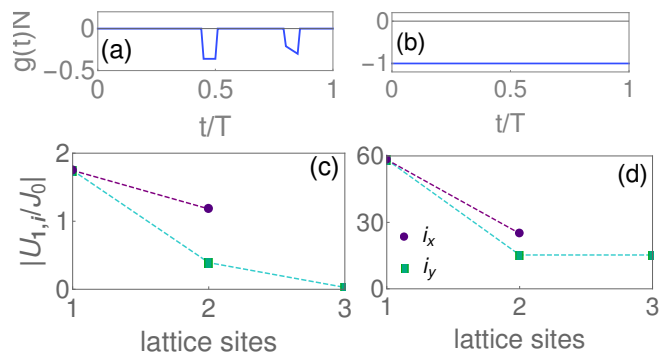 g(t)N
0
−0.5
(a)
0
0.5
1
t/T
0
−1
(b)
0
0.5
1
t/T
|U1,i/J0|
2
1
0
(c)
1
2
3
lattice sites
60
30
0
(d)
ix
iy
1
2
3
lattice sites